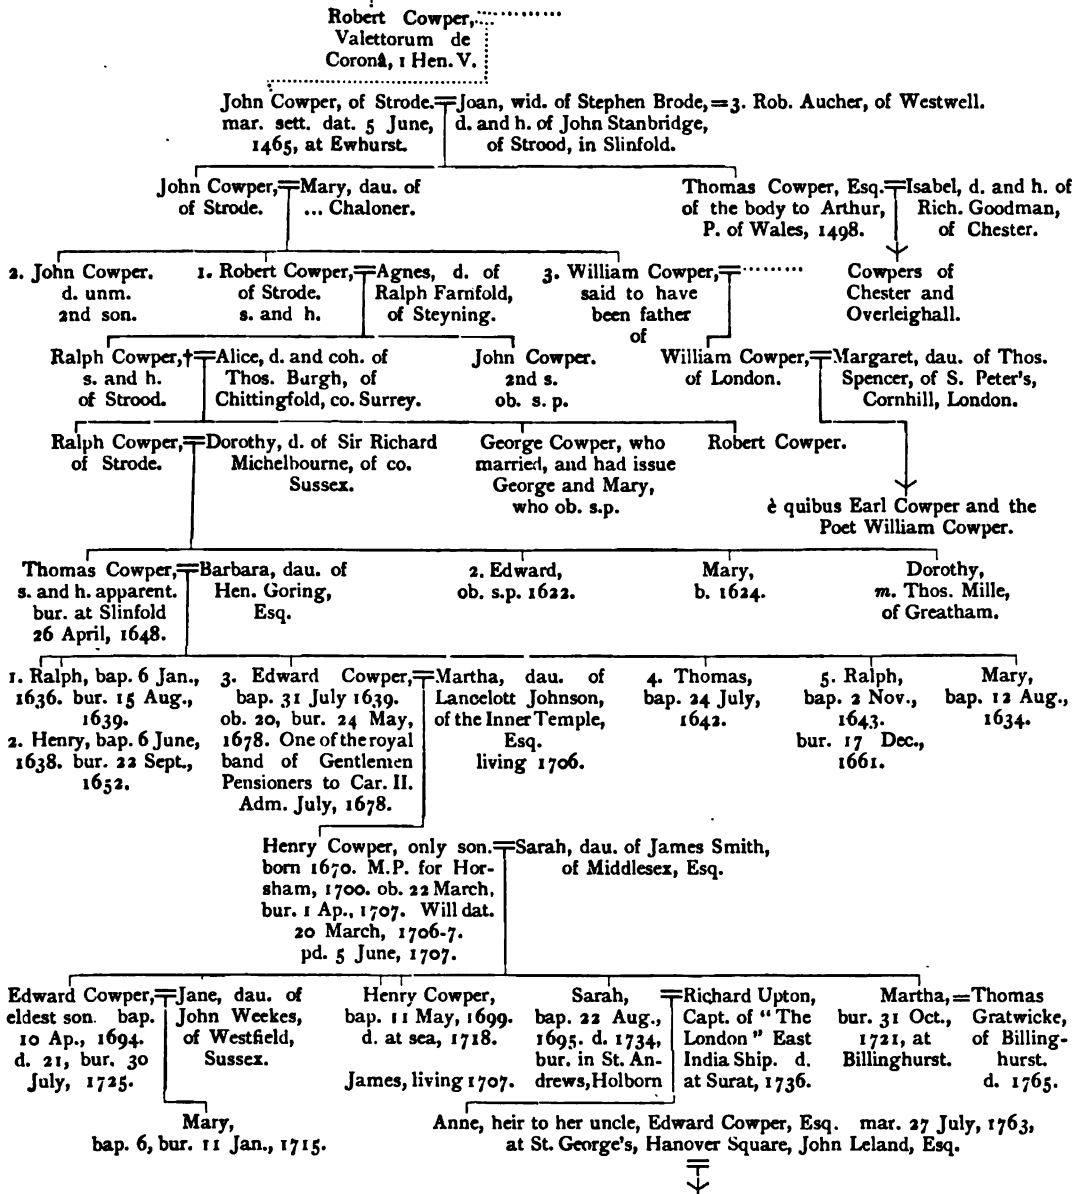 Robert Cowper,
Valettorum de
Coronâ, 1 Hen. V.
John Cowper, of Strode.
mar. sett. dat. 5 June,
1465, at Ewhurst.
Joan, wid. of Stephen Brode,
d. and h. of John Stanbridge,
of Strood, in Slinfold.
=3. Rob. Aucher, of Westwell.
John Cowper,
of Strode.
Mary, dau. of
... Chaloner.
Thomas Cowper, Esq.
of the body to Arthur,
P. of Wales, 1498.
Isabel, d. and h. of
Rich. Goodman,
of Chester.
2. John Cowper.
d. unm.
2nd son.
1. Robert Cowper,
of Strode.
s. and h.
Agnes, d. of
Ralph Farnfold,
of Steyning.
3. William Cowper,
said to have
been father
of
Cowpers of
Chester and
Overleighall.
Ralph Cowper,†
s. and h.
of Strood.
Alice, d. and coh. of
Thos. Burgh, of
Chittingfold, co. Surrey.
John Cowper.
2nd s.
ob. s. p.
William Cowper,
of London.
Margaret, dau. of Thos.
Spencer, of S. Peter's,
Cornhill, London.
Ralph Cowper,
of Strode.
Dorothy, d. of Sir Richard
Michelbourne, of co.
Sussex.
George Cowper, who
married, and had issue
George and Mary,
who ob. s.p.
Robert Cowper.
è quibus Earl Cowper and the
Poet William Cowper.
Thomas Cowper,
s. and h. apparent.
bur. at Slinfold
26 April, 1648.
Barbara, dau. of
Hen. Goring,
Esq.
2. Edward,
ob. s.p. 1622.
Mary,
b. 1624.
Dorothy,
m. Thos. Mille,
of Greatham.
1. Ralph, bap. 6 Jan.,
1636. bur. 15 Aug.,
1639.
2. Henry, bap. 6 June,
1638. bur. 22 Sept.,
1652.
3. Edward Cowper,
bap. 31 July 1639.
ob. 20, bur. 24 May,
1678. One of the royal
band of Gentlemen
Pensioners to Car. II.
Adm. July, 1678.
Martha, dau. of
Lancelott Johnson,
of the Inner Temple,
Esq.
living 1706.
4. Thomas,
bap. 24 July,
1642.
5. Ralph,
bap. 2 Nov.,
1643.
bur. 17 Dec.,
1661.
Mary,
bap. 12 Aug.,
1634.
Henry Cowper, only son.
born 1670. M.P. for Hor-
sham, 1700. ob. 22 March,
bur. 1 Ap., 1707. Will dat.
20 March, 1706-7.
pd. 5 June, 1707.
Sarah, dau. of James Smith,
of Middlesex, Esq.
Edward Cowper,
eldest son. bap.
10 Ap., 1694.
d. 21, bur. 30
July, 1725.
Jane, dau. of
John Weekes,
of Westfield,
Sussex.
Henry Cowper,
bap. 11 May, 1699.
d. at sea, 1718.
James, living 1707.
Sarah,
bap. 22 Aug.,
1695. d. 1734,
bur. in St. An-
drews, Holborn
Richard Upton,
Capt. of "The
London" East
India Ship. d.
at Surat, 1736.
Martha,
bur. 31 Oct.,
1721, at
Billinghurst.
=Thomas
Gratwicke,
of Billing-
hurst.
d. 1765.
Mary,
bap. 6, bur. 11 Jan., 1715.
Anne, heir to her uncle, Edward Cowper, Esq. mar. 27 July, 1763,
at St. George's, Hanover Square, John Leland, Esq.